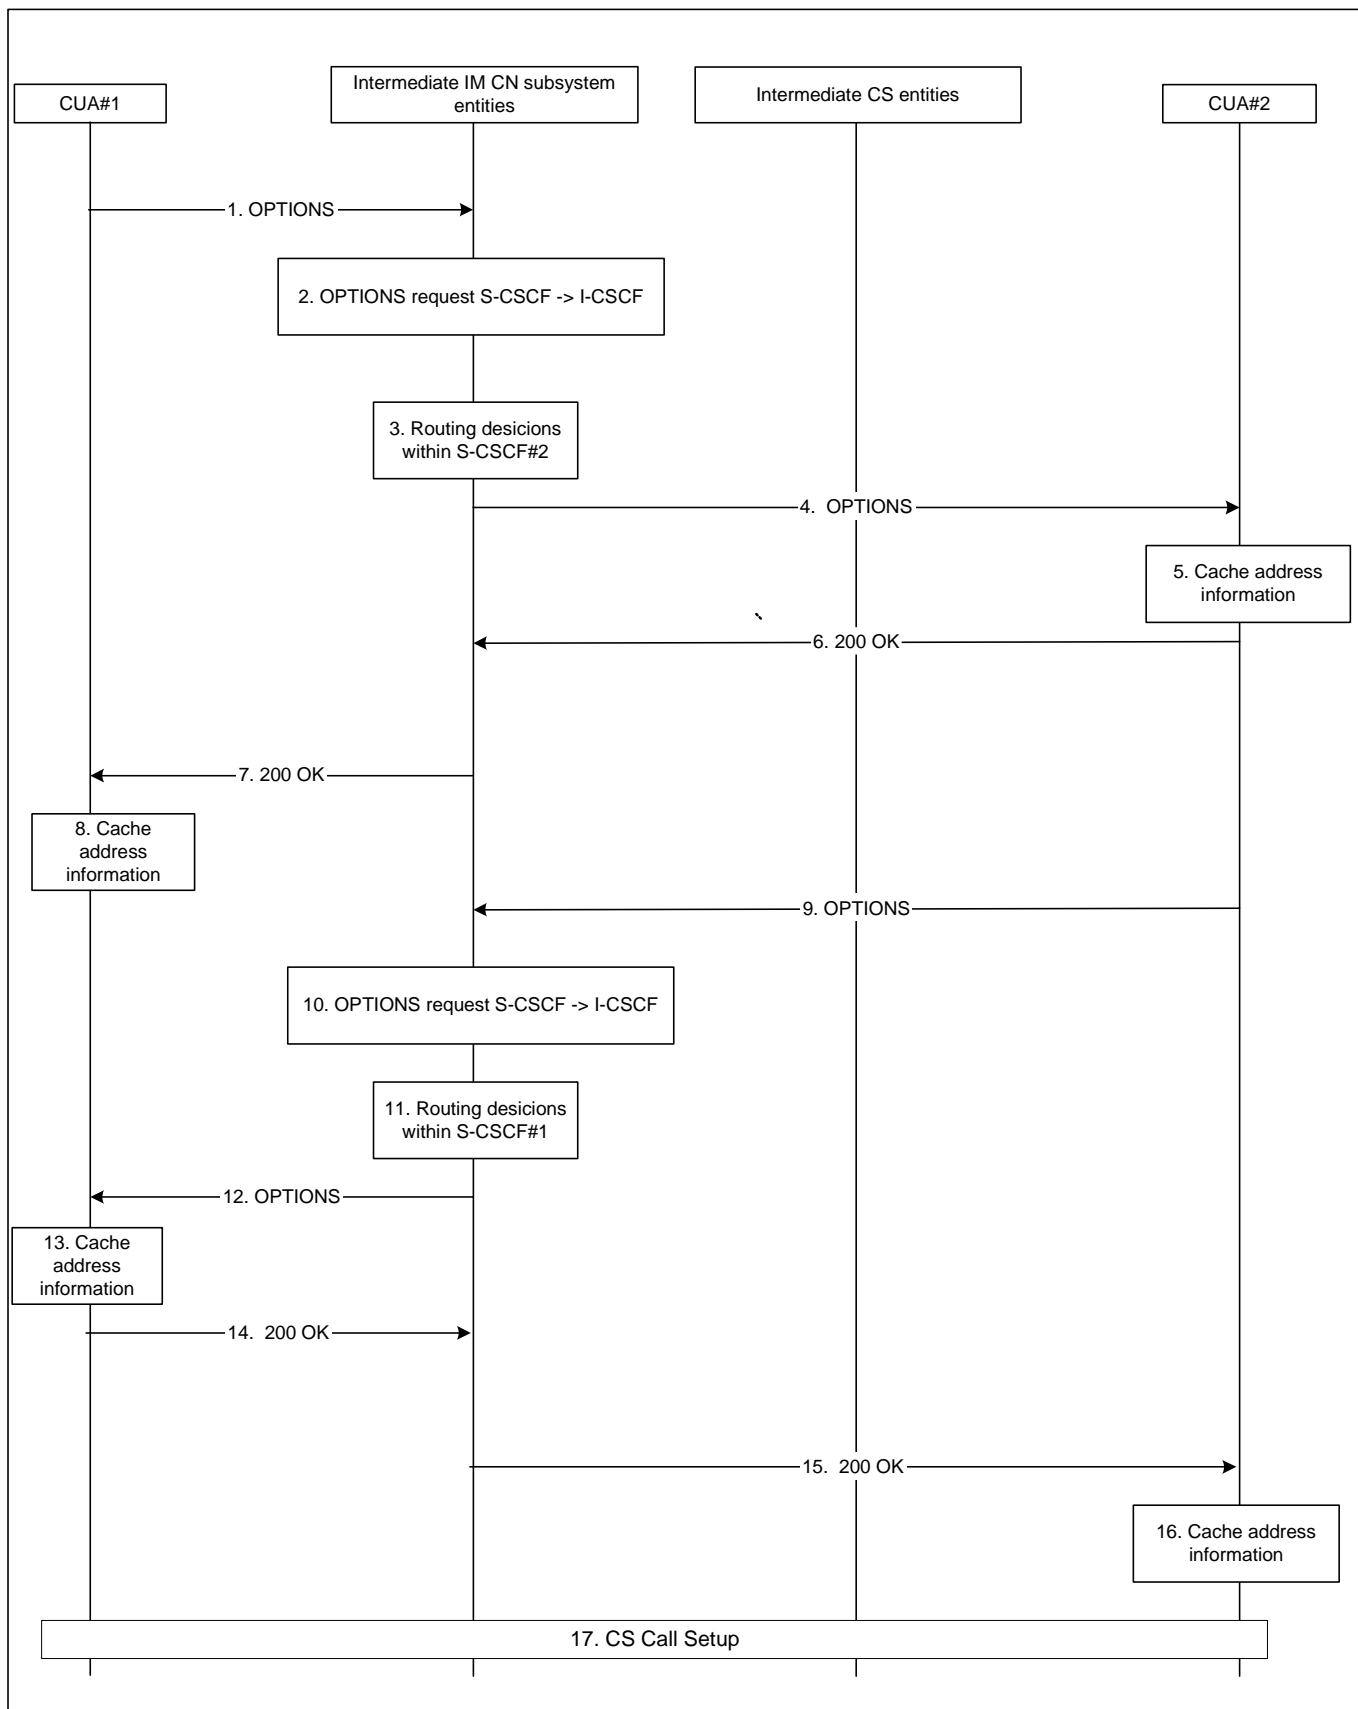 CUA#1
Intermediate IM CN subsystem
entities
Intermediate CS entities
CUA#2
1. OPTIONS
2. OPTIONS request S-CSCF -> I-CSCF
3. Routing desicions
within S-CSCF#2
4.  OPTIONS
5. Cache address
information
6. 200 OK
7. 200 OK
8. Cache
address
information
9. OPTIONS
10. OPTIONS request S-CSCF -> I-CSCF
11. Routing desicions
within S-CSCF#1
12. OPTIONS
13. Cache
address
information
14.  200 OK
15.  200 OK
16. Cache address
information
17. CS Call Setup